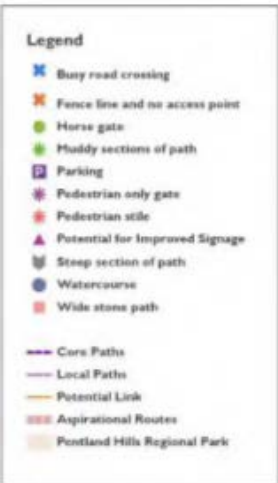 Legend
Busy road crossing
Fence line and no access point
Horse gate
Muddy sections of path
P Parking
Pedestrian only gate
Pedestrian stile
Potential for Improved Signage
Steep section of path
Watercourse
Wide stone path
Core Paths
Local Paths
Potential Link
Aspirational Routes
Pentland Hills Regional Park